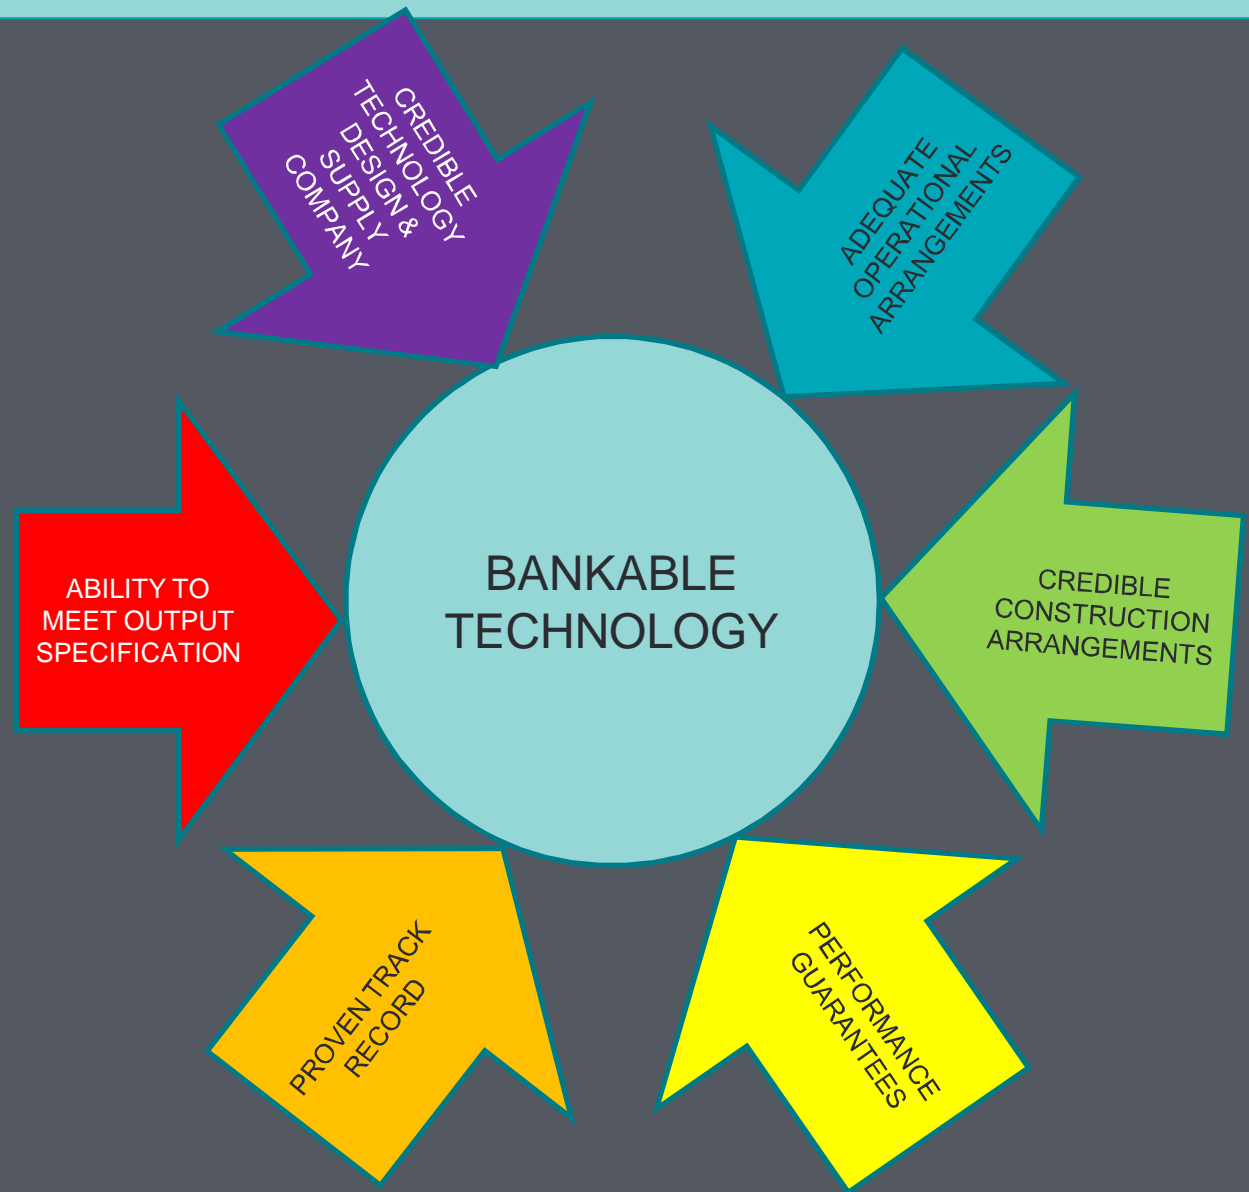 CREDIBLE
TECHNOLOGY
DESIGN &
SUPPLY
COMPANY
ADEQUATE
OPERATIONAL
ARRANGEMENTS
ABILITY TO
MEET OUTPUT
SPECIFICATION
BANKABLE
TECHNOLOGY
CREDIBLE
CONSTRUCTION
ARRANGEMENTS
PROVEN TRACK
RECORD
PERFORMANCE
GUARANTEES